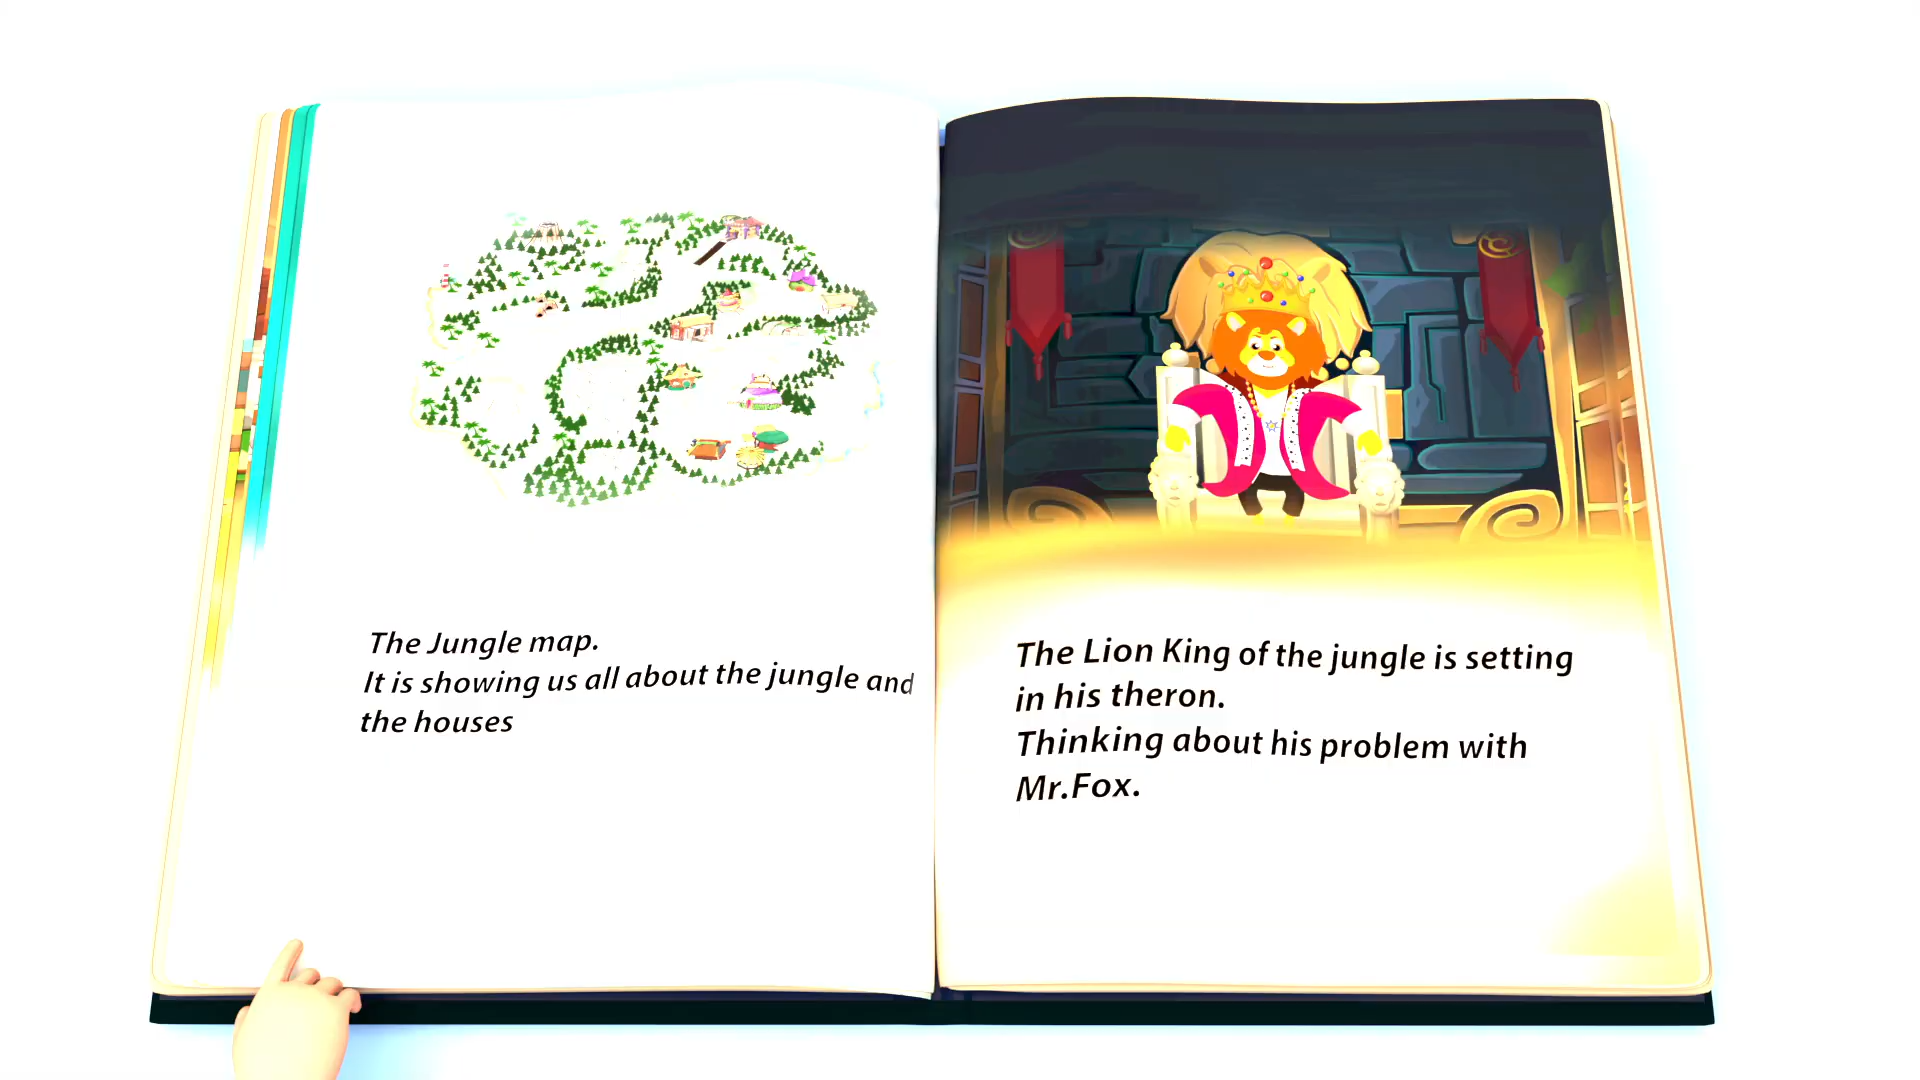 The Jungle map.
It is showing us all about the jungle and
the houses
The Lion King of the jungle is setting
in his theron.
Thinking about his problem with
Mr.Fox.